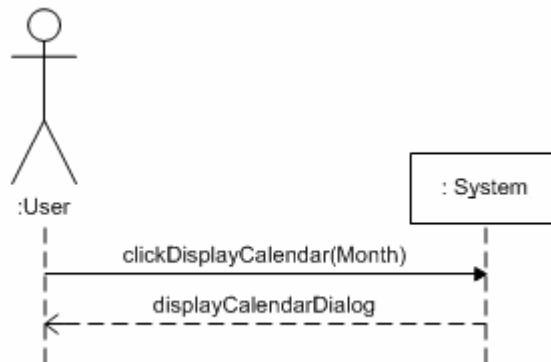 :User
: System
clickDisplayCalendar(Month)
displayCalendarDialog